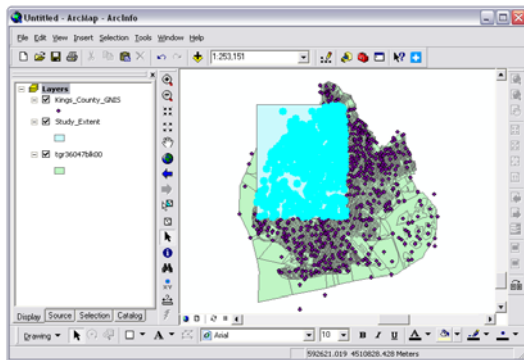 Untitled - ArcMap - ArcInfo
File Edit View Insert Selection Tools Window Help
1:253,151
Layers
Kings_County_GNIS
Study_Extent
tgr36047blk00
Display Source Selection Catalog
Drawing A Arial 10 B I U A
592621.019 4510828.428 Meters